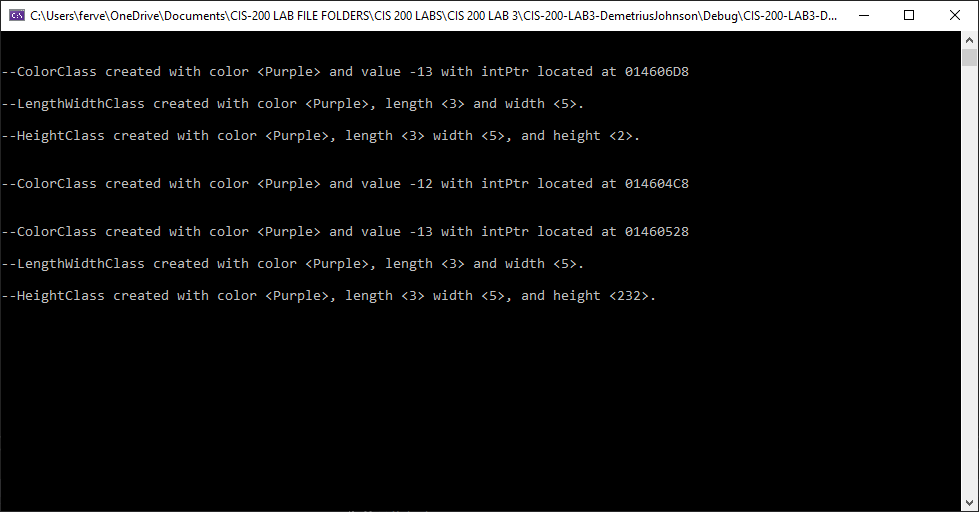 C:\Users\ferve\OneDrive\Documents\CIS-200 LAB FILE FOLDERS\CIS 200 LABS\CIS 200 LAB 3\CIS-200-LAB3-DemetriusJohnson\Debug\CIS-200-LAB3-D...
--ColorClass created with color <Purple> and value -13 with intPtr located at 014606D8
--LengthWidthClass created with color <Purple>, length <3> and width <5>.
--HeightClass created with color <Purple>, length <3> width <5>, and height <2>.
--ColorClass created with color <Purple> and value -12 with intPtr located at 014604C8
--ColorClass created with color <Purple> and value -13 with intPtr located at 01460528
--LengthWidthClass created with color <Purple>, length <3> and width <5>.
--HeightClass created with color <Purple>, length <3> width <5>, and height <232>.